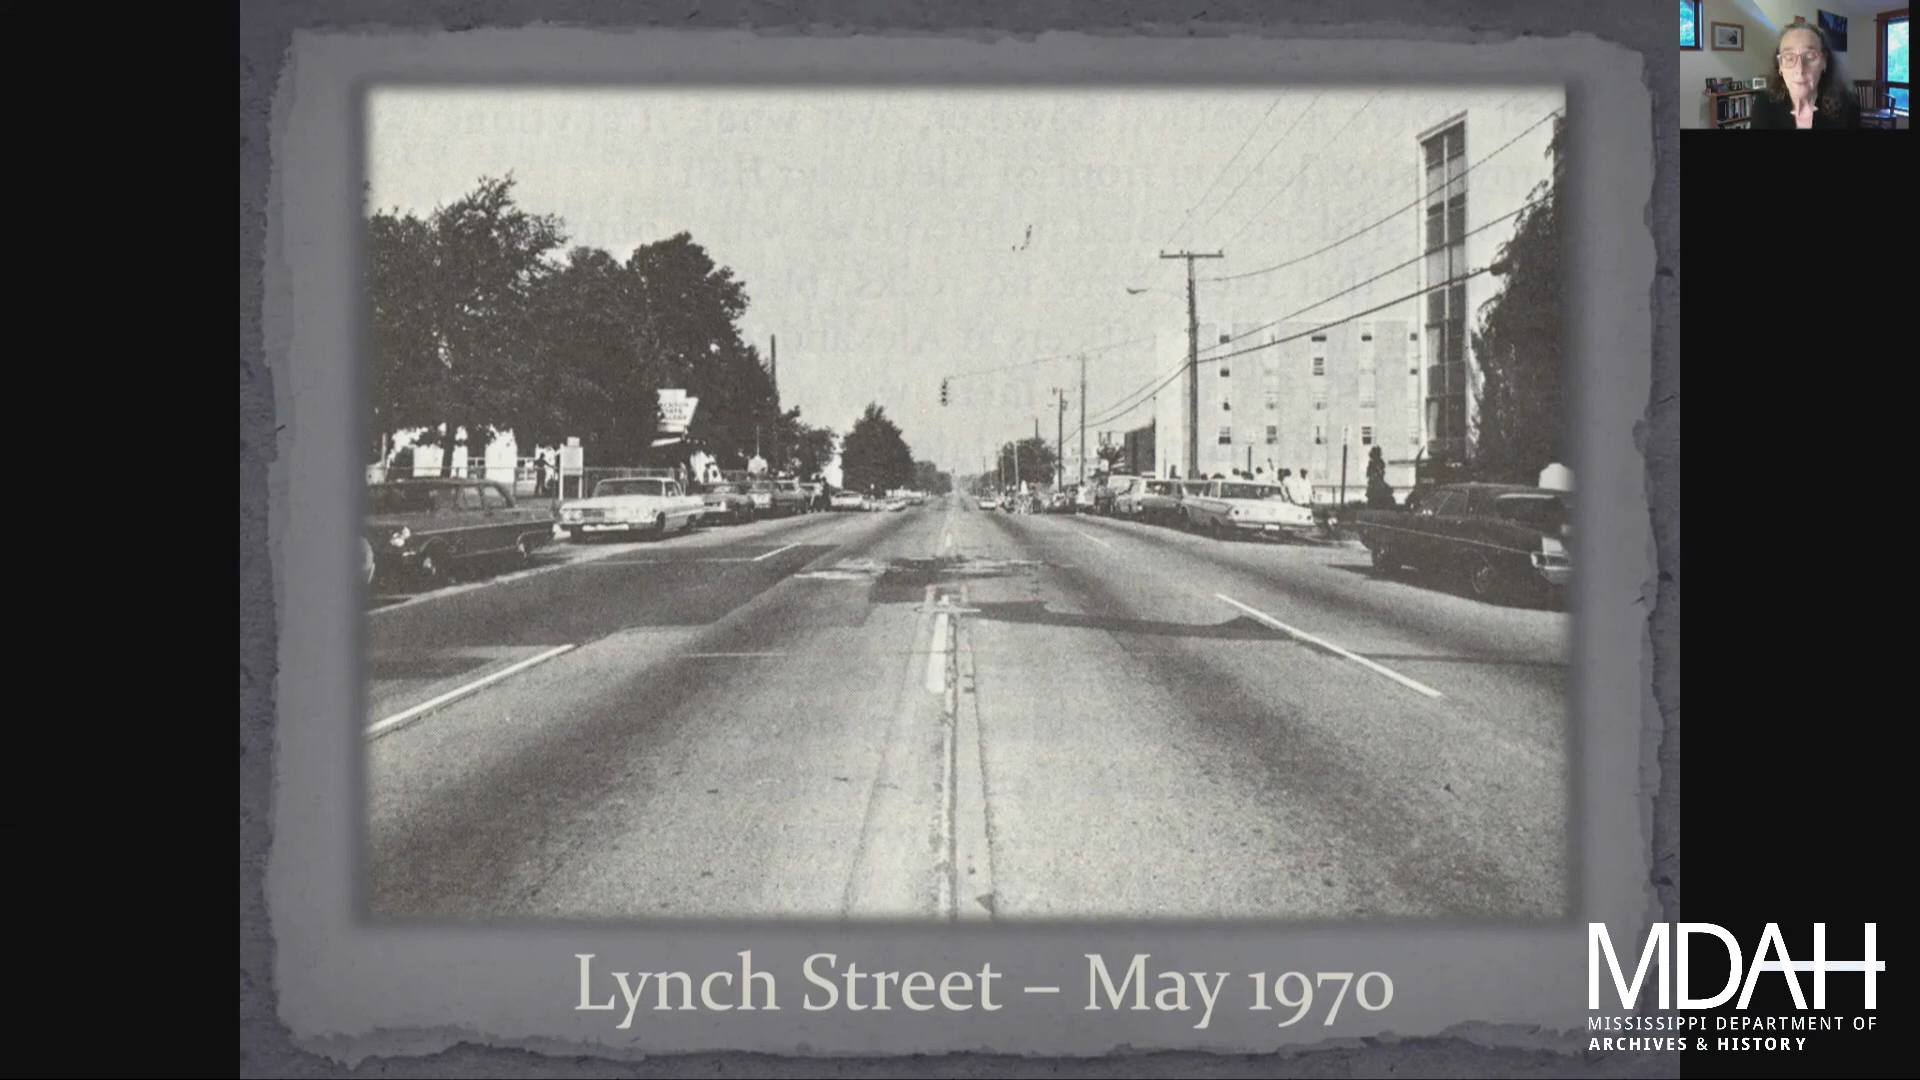 Lynch Street – May 1970
MDAH
MISSISSIPPI DEPARTMENT OF
ARCHIVES & HISTORY